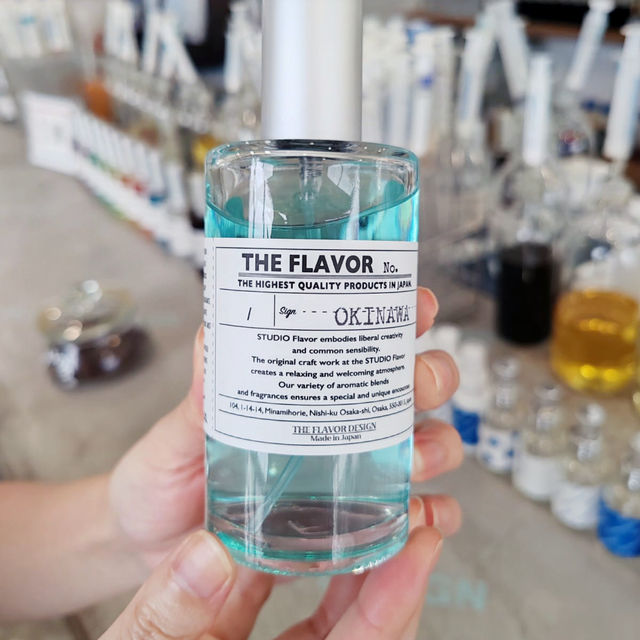 THE FLAVOR No.
THE HIGHEST QUALITY PRODUCTS IN JAPAN.
/ Sign --- OKINAWA
STUDIO Flavor embodies liberal creativity
and common sensibility.
The original craft work at the STUDIO Flavor
creates a relaxing and welcoming atmosphere.
Our variety of aromatic blends
and fragrances ensures a special and unique
104, 1-14-14, Minamihorie, Nishi-ku Osaka-shi, Osaka,
THE FLAVOR DESIGN
Made in Japan